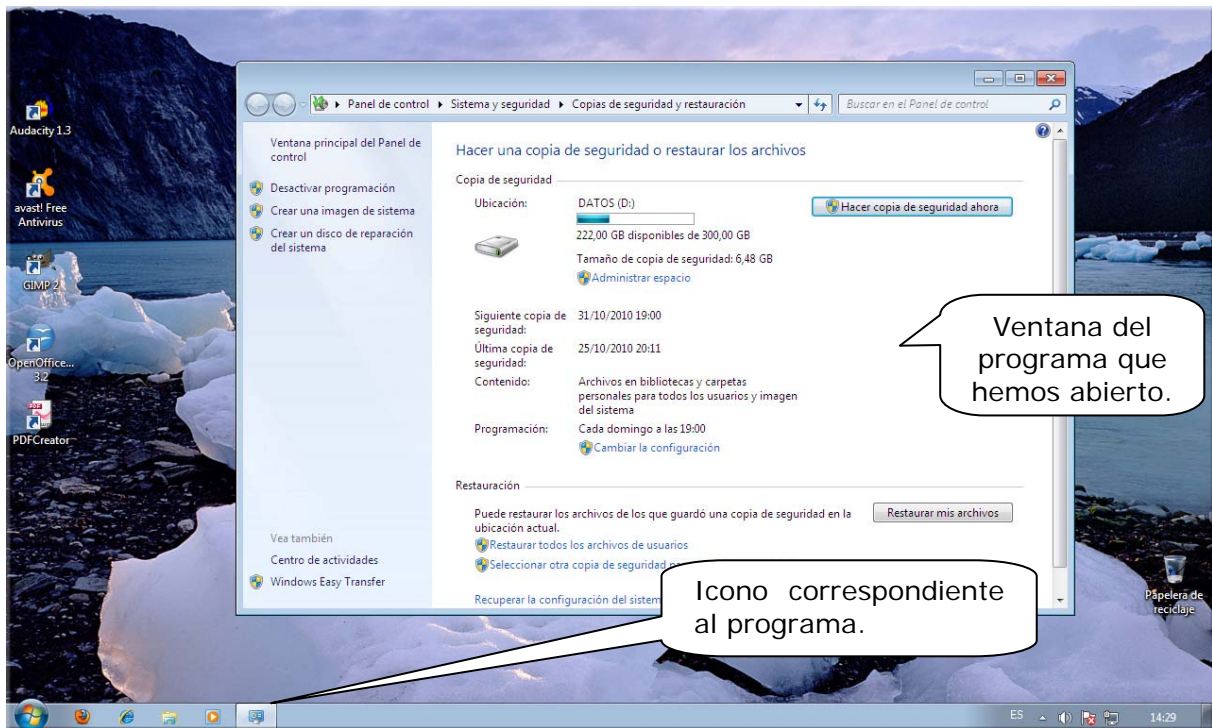 Audacity 1.3
avast! Free
Antivirus
GIMP 2
OpenOffice...
3.2
PDFCreator
Panel de control
Sistema y seguridad
Copias de seguridad y restauración
Buscar en el Panel de control
Ventana principal del Panel de
control
Desactivar programación
Crear una imagen de sistema
Crear un disco de reparación
del sistema
Vea también
Centro de actividades
Windows Easy Transfer
Hacer una copia de seguridad o restaurar los archivos
Copia de seguridad
Ubicación:
DATOS (D:)
Hacer copia de seguridad ahora
222,00 GB disponibles de 300,00 GB
Tamaño de copia de seguridad: 6,48 GB
Administrar espacio
Siguiente copia de
seguridad:
31/10/2010 19:00
Última copia de
seguridad:
25/10/2010 20:11
Contenido:
Archivos en bibliotecas y carpetas
personales para todos los usuarios y imagen
del sistema
Programación:
Cada domingo a las 19:00
Cambiar la configuración
Restauración
Puede restaurar los archivos de los que guardó una copia de seguridad en la
ubicación actual.
Restaurar mis archivos
Restaurar todos los archivos de usuarios
Seleccionar otra copia de seguridad
Recuperar la configuración del
Ventana del
programa que
hemos abierto.
Icono correspondiente
al programa.
Papelera de
reciclaje
ES
14:29